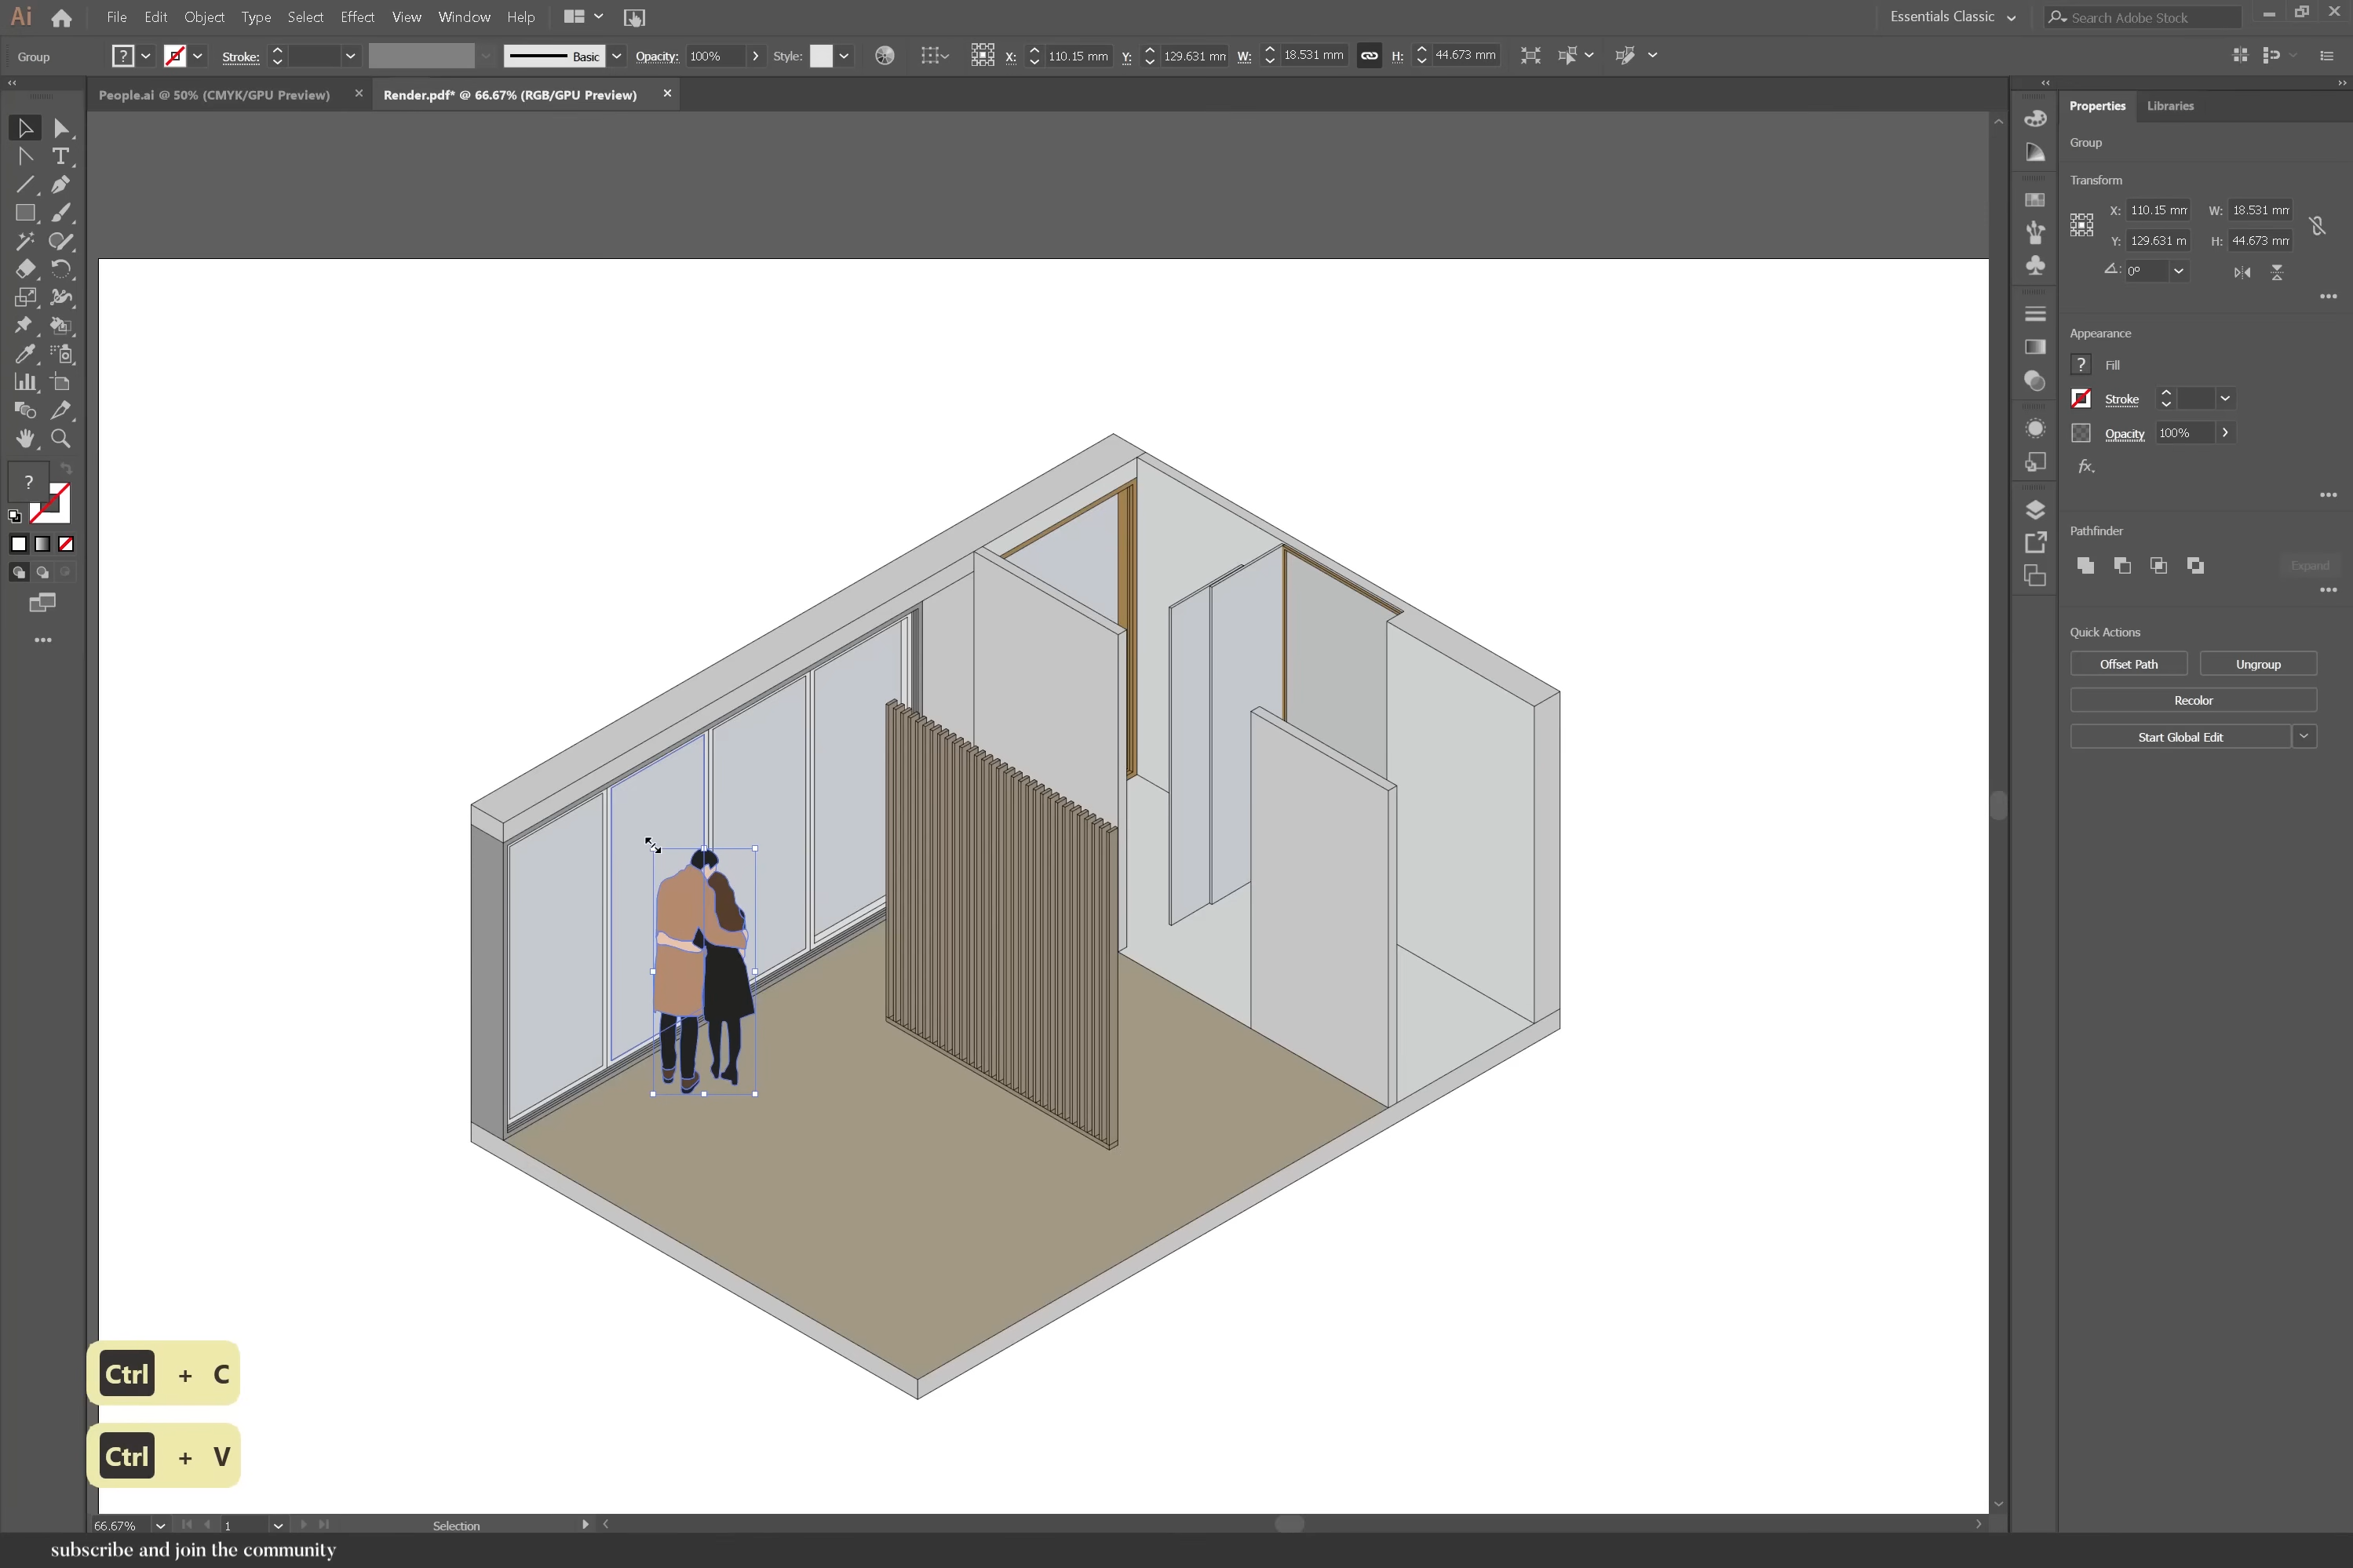 Ai File Edit Object Type Select Effect View Window Help Essentials Classic Search Adobe Stock
Group Stroke: Basic Opacity: 100% Style: X: 110.15 mm Y: 129.631 mm W: 18.531 mm H: 44.673 mm
People.ai @ 50% (CMYK/GPU Preview) Render.pdf* @ 66.67% (RGB/GPU Preview)
Properties Libraries
Group
Transform
X: 110.15 mm W: 18.531 mm
Y: 129.631 m H: 44.673 mm
0°
Appearance
? Fill
Stroke
Opacity 100%
fx.
Pathfinder
Expand
Quick Actions
Offset Path Ungroup
Recolor
Start Global Edit
Ctrl + C
Ctrl + V
66.67% 1 Selection
subscribe and join the community